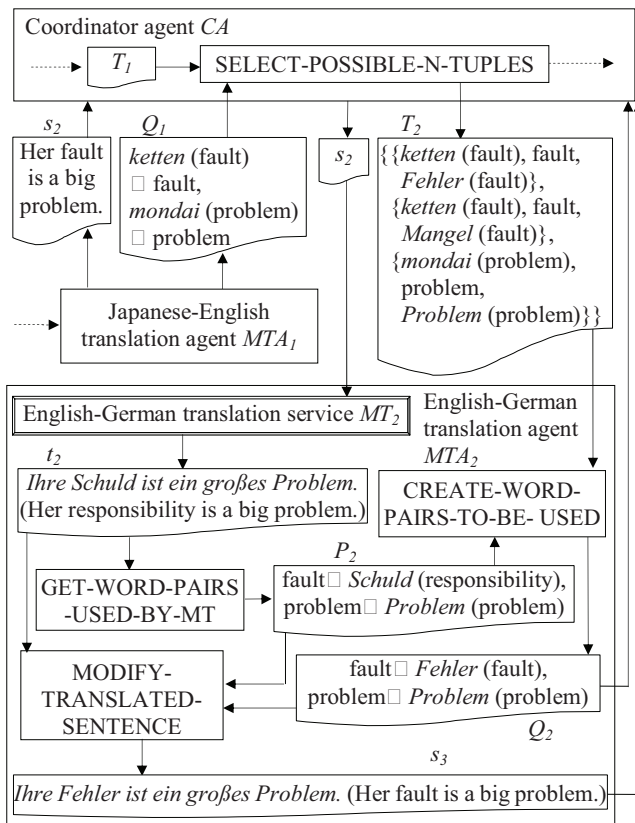 Coordinator agent CA
T1
SELECT-POSSIBLE-N-TUPLES
s2
Her fault
is a big
problem.
Q1
ketten (fault)
□ fault,
mondai (problem)
□ problem
s2
T2
{{ketten (fault), fault,
Fehler (fault)},
{ketten (fault), fault,
Mangel (fault)},
{mondai (problem),
problem,
Problem (problem)}}
Japanese-English
translation agent MTA1
English-German translation service MT2
English-German
translation agent
MTA2
t2
Ihre Schuld ist ein großes Problem.
(Her responsibility is a big problem.)
CREATE-WORD-
PAIRS-TO-BE- USED
GET-WORD-PAIRS
-USED-BY-MT
P2
fault□ Schuld (responsibility),
problem□ Problem (problem)
MODIFY-
TRANSLATED-
SENTENCE
fault□ Fehler (fault),
problem□ Problem (problem)
Q2
s3
Ihre Fehler ist ein großes Problem. (Her fault is a big problem.)